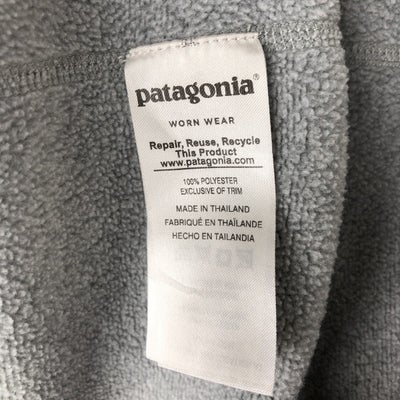 patagonia®
WORN WEAR
Repair, Reuse, Recycle
This Product
www.patagonia.com
100% POLYESTER
EXCLUSIVE OF TRIM
MADE IN THAILAND
FABRIQUÉ EN THAÏLANDE
HECHO EN TAILANDIA